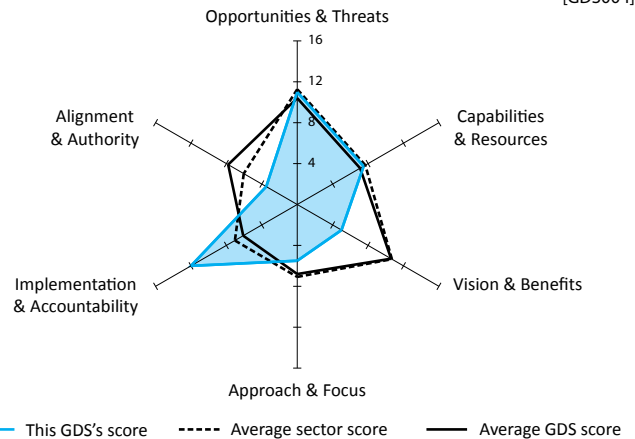 Opportunities & Threats
16
12
8
4
Capabilities
& Resources
Vision & Benefits
Approach & Focus
Implementation
& Accountability
Alignment
& Authority
This GDS's score
Average sector score
Average GDS score